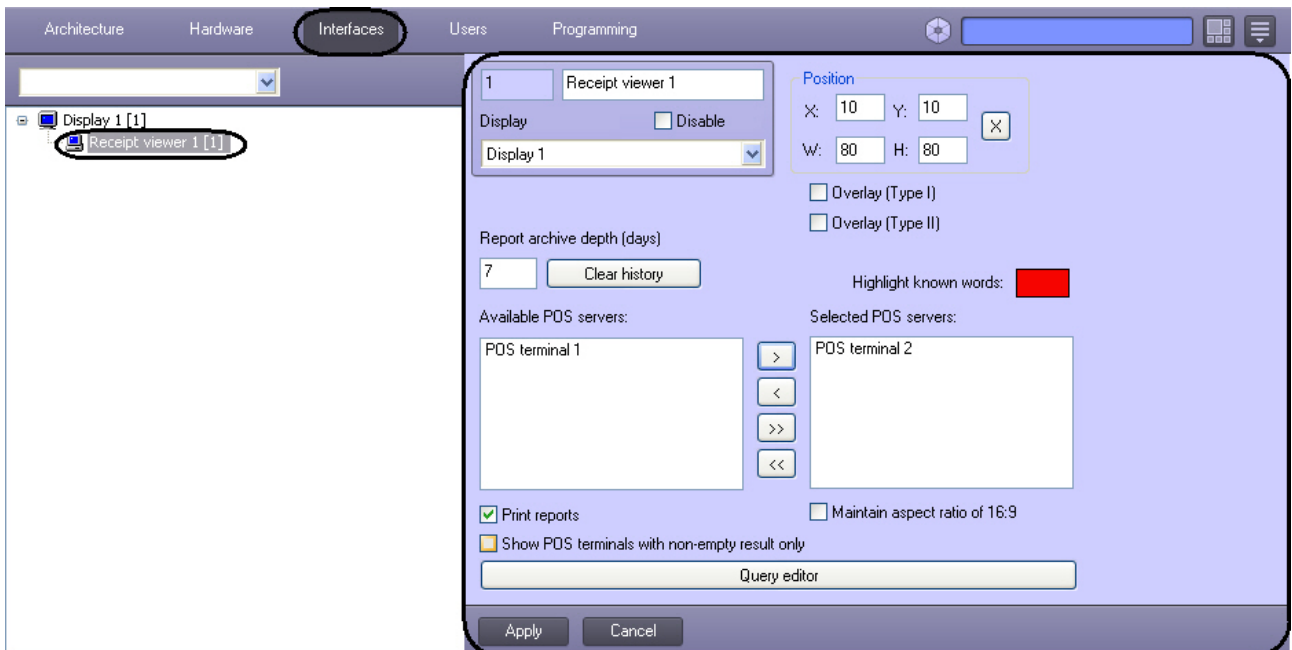 Architecture Hardware Interfaces Users Programming
Display 1 [1]
Receipt viewer 1 [1]
1 Receipt viewer 1
Display Disable
Display 1
Position
X: 10 Y: 10 X
W: 80 H: 80
Overlay (Type I)
Overlay (Type II)
Report archive depth (days)
7 Clear history
Highlight known words:
Available POS servers: Selected POS servers:
POS terminal 1 POS terminal 2
>
<
>>
<<
Print reports Maintain aspect ratio of 16:9
Show POS terminals with non-empty result only
Query editor
Apply Cancel